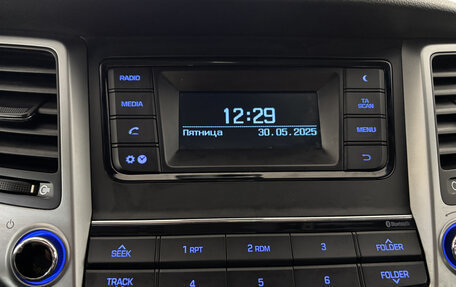 RADIO
MEDIA
12:29
Пятница 30.05.2025
TA
SCAN
MENU
Bluetooth
SEEK
1 RPT
2 RDM
3
FOLDER
TRACK
4
5
6
FOLDER